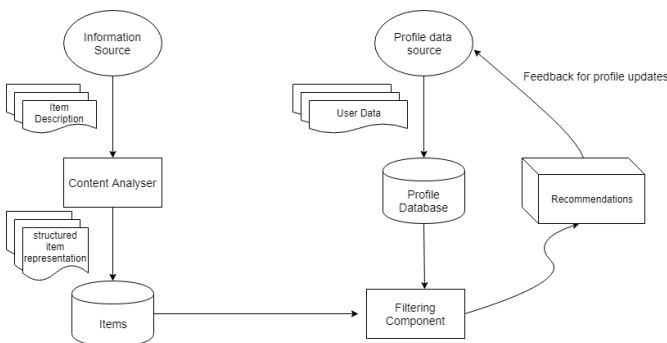 Information
Source
Profile data
source
Feedback for profile updates
Item
Description
User Data
Content Analyser
Profile
Database
Recommendations
structured
item
representation
Items
Filtering
Component